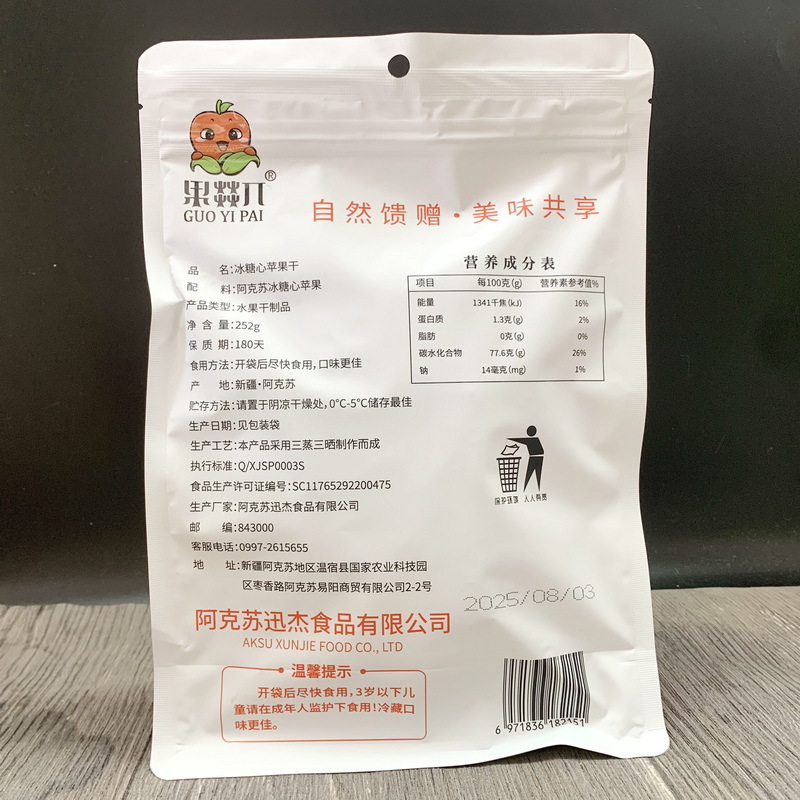 果艹艹爪®
GUO YI PAI
自然馈赠·美味共享
品 名:冰糖心苹果干
配 料:阿克苏冰糖心苹果
产品类型:水果干制品
净 含 量:252g
保 质 期:180天
食用方法:开袋后尽快食用,口味更佳
产 地:新疆·阿克苏
贮存方法:请置于阴凉干燥处,0°C-5°C储存最佳
生产日期:见包装袋
生产工艺:本产品采用三蒸三晒制作而成
执行标准:Q/XJSP0003S
食品生产许可证编号:SC11765292200475
生产厂家:阿克苏迅杰食品有限公司
邮 编:843000
客服电话:0997-2615655
地 址:新疆阿克苏地区温宿县国家农业科技园
区枣香路阿克苏易阳商贸有限公司2-2号
营养成分表
项目 每100克(g) 营养素参考值%
能量 1341千焦(kJ) 16%
蛋白质 1.3克(g) 2%
脂肪 0克(g) 0%
碳水化合物 77.6克(g) 26%
钠 14毫克(mg) 1%
保护环境 人人有责
2025/08/03
阿克苏迅杰食品有限公司
AKSU XUNJIE FOOD CO., LTD
温馨提示
开袋后尽快食用,3岁以下儿
童请在成年人监护下食用!冷藏口
味更佳。
6 971836 182151